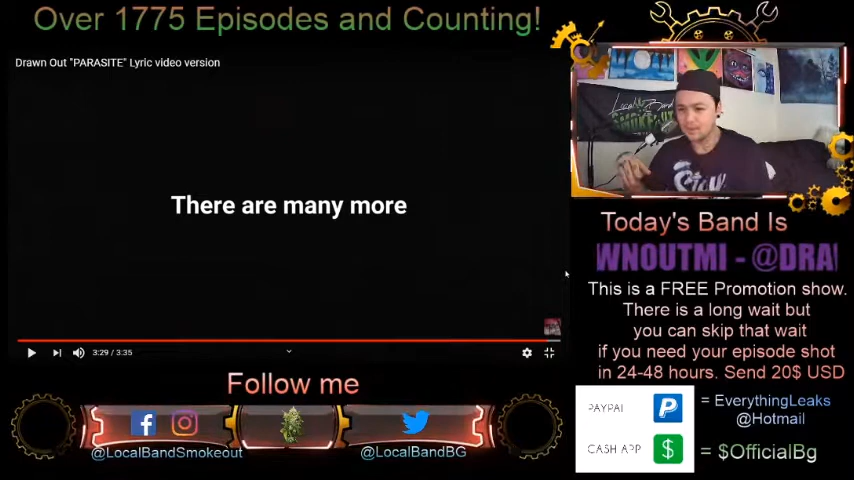 Over 1775 Episodes and Counting!
Drawn Out "PARASITE" Lyric video version
There are many more
3:29 / 3:35
Today's Band Is
WNOUTMI - @DRA
This is a FREE Promotion show.
There is a long wait but
you can skip that wait
if you need your episode shot
in 24-48 hours. Send 20$ USD
Follow me
@LocalBandSmokeout
@LocalBandBG
PAYPAL
= EverythingLeaks
@Hotmail
CASH APP
$
= $OfficialBg
Local Band
SMOKEOUT